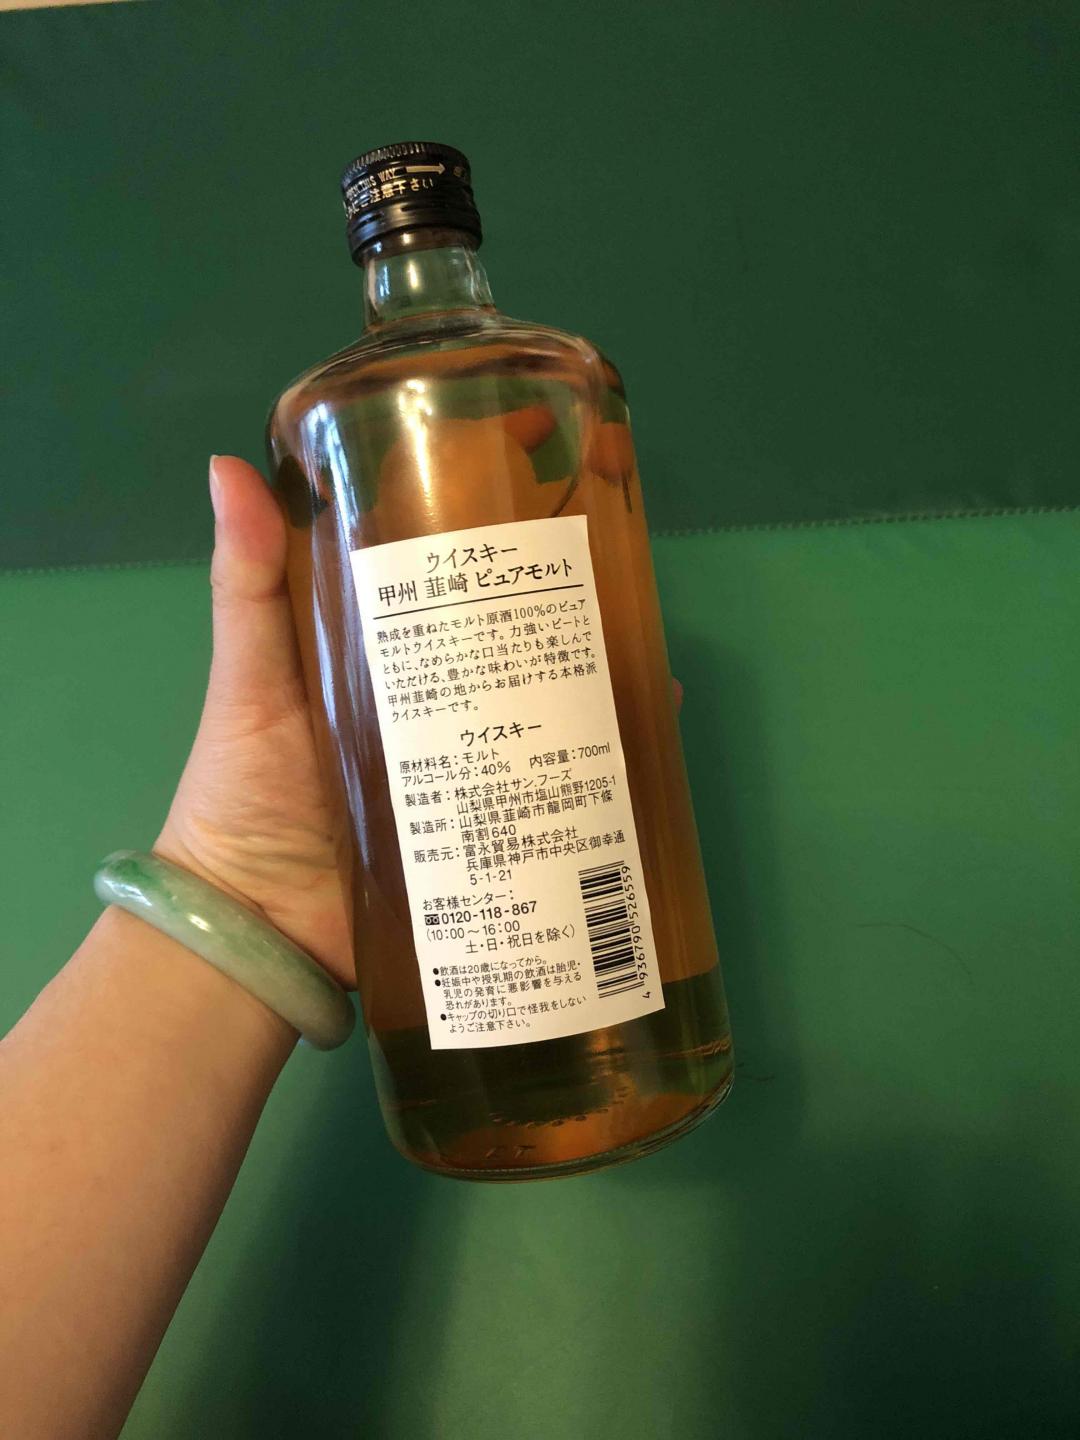 THIS WAY
にご注意下さい
ウイスキー
甲州 韮崎 ピュアモルト
熟成を重ねたモルト原酒100%のピュア
モルトウイスキーです。力強いピートと
ともに、なめらかな口当たりも楽しんで
いただける、豊かな味わいが特徴です。
甲州韮崎の地からお届けする本格派
ウイスキーです。
ウイスキー
原材料名:モルト
アルコール分:40% 内容量:700ml
製造者:株式会社サン.フーズ
山梨県甲州市塩山熊野1205-1
製造所:山梨県韮崎市龍岡町下條
南割640
販売元:富永貿易株式会社
兵庫県神戸市中央区御幸通
5-1-21
お客様センター:
0120-118-867
(10:00〜16:00
土・日・祝日を除く)
●飲酒は20歳になってから。
●妊娠中や授乳期の飲酒は胎児・
乳児の発育に悪影響を与える
恐れがあります。
●キャップの切り口で怪我をしない
ようご注意下さい。
4 936790 526559